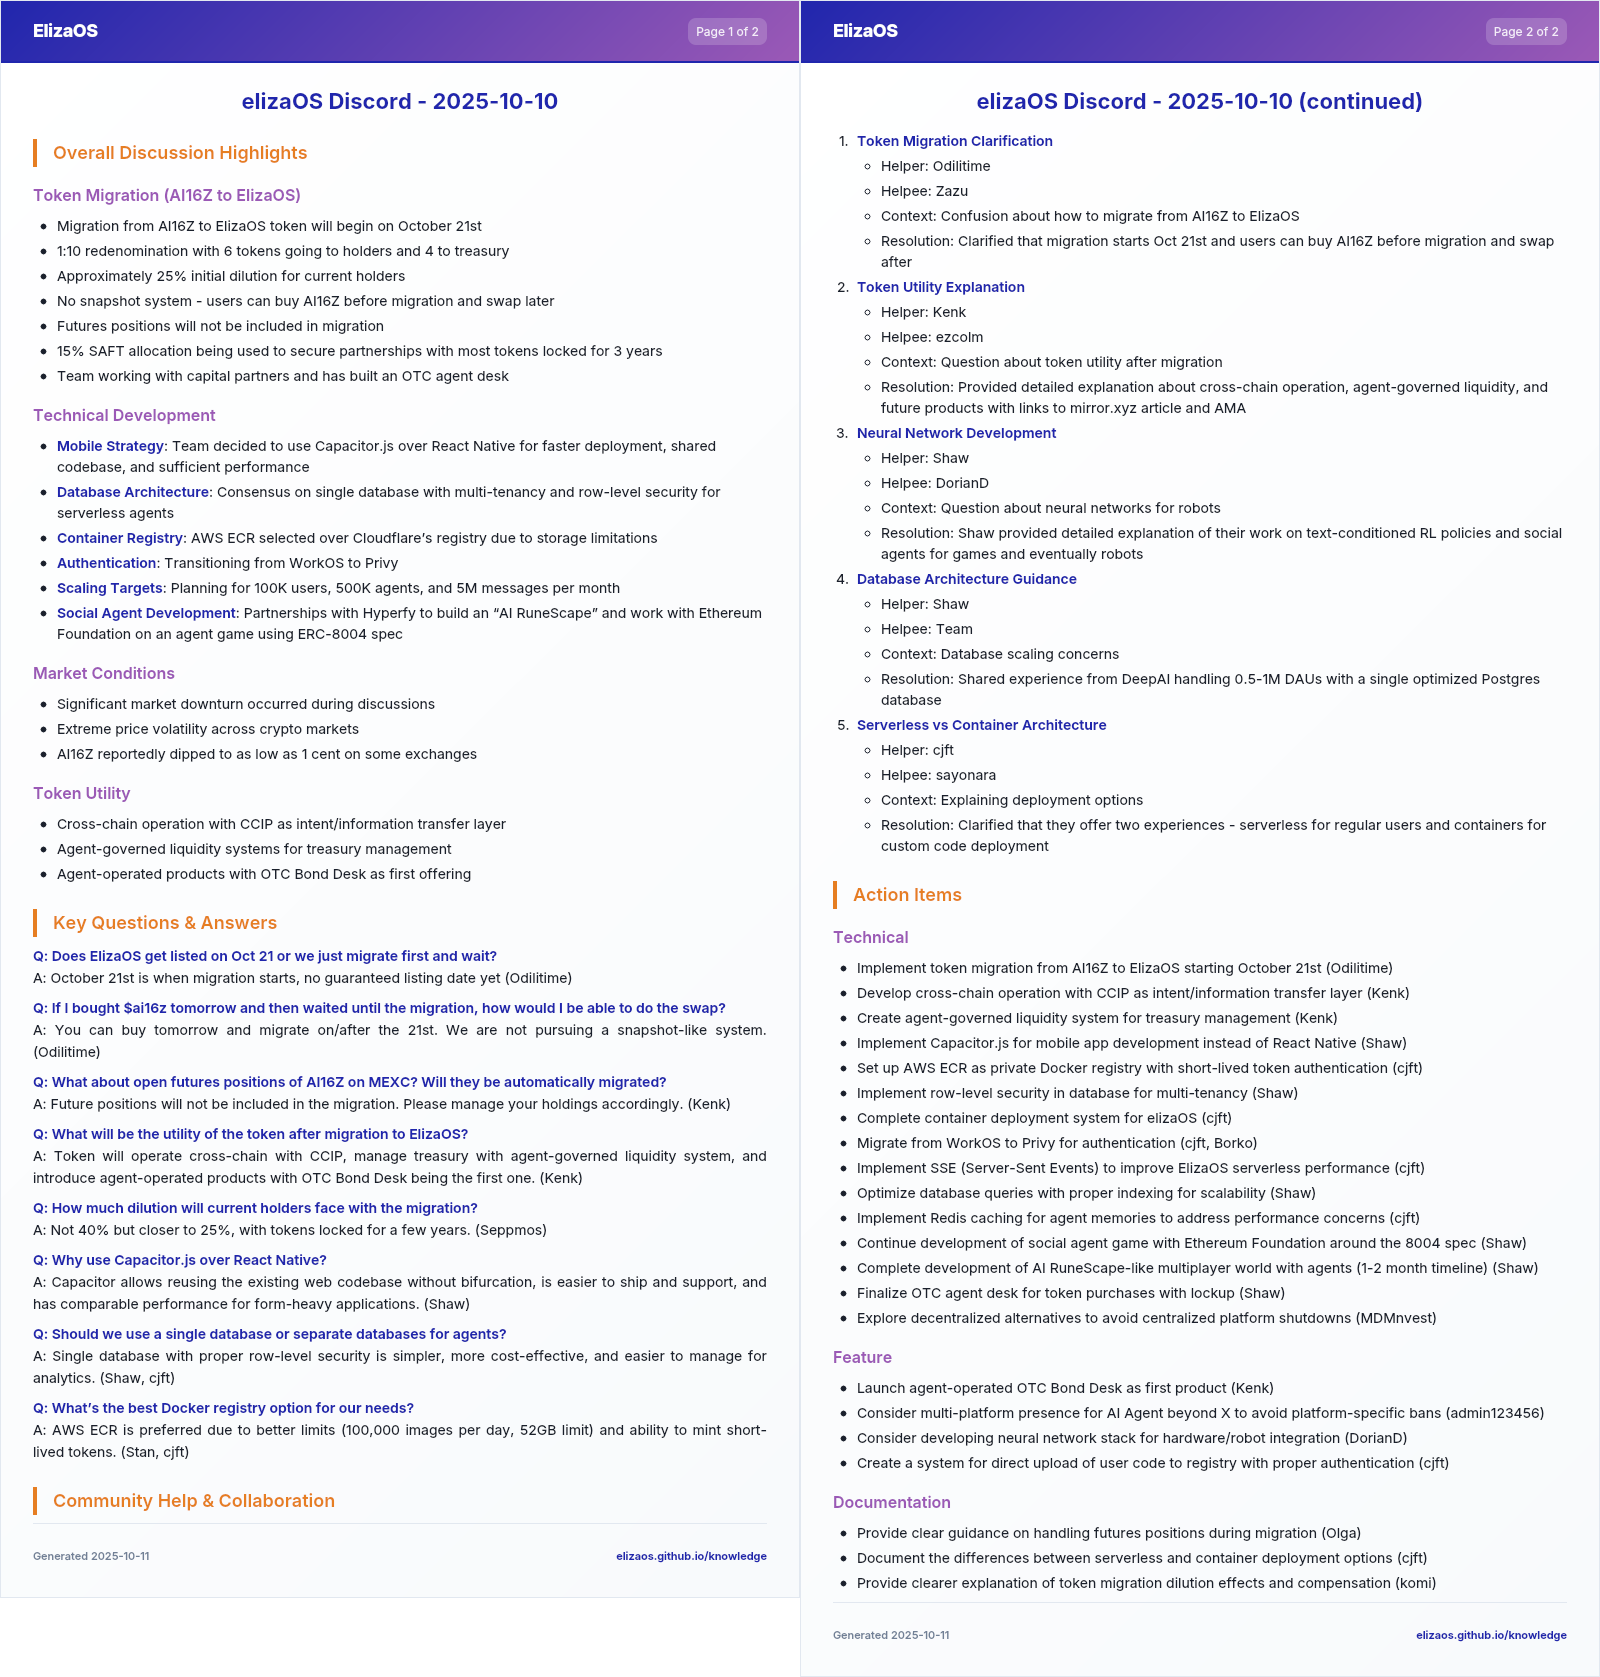 ElizaOS
Page 1 of 2
elizaOS Discord - 2025-10-10
Overall Discussion Highlights
Token Migration (AI16Z to ElizaOS)
• Migration from AI16Z to ElizaOS token will begin on October 21st
• 1:10 redenomination with 6 tokens going to holders and 4 to treasury
• Approximately 25% initial dilution for current holders
• No snapshot system - users can buy AI16Z before migration and swap later
• Futures positions will not be included in migration
• 15% SAFT allocation being used to secure partnerships with most tokens locked for 3 years
• Team working with capital partners and has built an OTC agent desk
Technical Development
• Mobile Strategy: Team decided to use Capacitor.js over React Native for faster deployment, shared
codebase, and sufficient performance
• Database Architecture: Consensus on single database with multi-tenancy and row-level security for
serverless agents
• Container Registry: AWS ECR selected over Cloudflare’s registry due to storage limitations
• Authentication: Transitioning from WorkOS to Privy
• Scaling Targets: Planning for 100K users, 500K agents, and 5M messages per month
• Social Agent Development: Partnerships with Hyperfy to build an “AI RuneScape” and work with Ethereum
Foundation on an agent game using ERC-8004 spec
Market Conditions
• Significant market downturn occurred during discussions
• Extreme price volatility across crypto markets
• AI16Z reportedly dipped to as low as 1 cent on some exchanges
Token Utility
• Cross-chain operation with CCIP as intent/information transfer layer
• Agent-governed liquidity systems for treasury management
• Agent-operated products with OTC Bond Desk as first offering
Key Questions & Answers
Q: Does ElizaOS get listed on Oct 21 or we just migrate first and wait?
A: October 21st is when migration starts, no guaranteed listing date yet (Odilitime)
Q: If I bought $ai16z tomorrow and then waited until the migration, how would I be able to do the swap?
A: You can buy tomorrow and migrate on/after the 21st. We are not pursuing a snapshot-like system.
(Odilitime)
Q: What about open futures positions of AI16Z on MEXC? Will they be automatically migrated?
A: Future positions will not be included in the migration. Please manage your holdings accordingly. (Kenk)
Q: What will be the utility of the token after migration to ElizaOS?
A: Token will operate cross-chain with CCIP, manage treasury with agent-governed liquidity system, and
introduce agent-operated products with OTC Bond Desk being the first one. (Kenk)
Q: How much dilution will current holders face with the migration?
A: Not 40% but closer to 25%, with tokens locked for a few years. (Seppmos)
Q: Why use Capacitor.js over React Native?
A: Capacitor allows reusing the existing web codebase without bifurcation, is easier to ship and support, and
has comparable performance for form-heavy applications. (Shaw)
Q: Should we use a single database or separate databases for agents?
A: Single database with proper row-level security is simpler, more cost-effective, and easier to manage for
analytics. (Shaw, cjft)
Q: What’s the best Docker registry option for our needs?
A: AWS ECR is preferred due to better limits (100,000 images per day, 52GB limit) and ability to mint short-
lived tokens. (Stan, cjft)
Community Help & Collaboration
Generated 2025-10-11
elizaos.github.io/knowledge
ElizaOS
Page 2 of 2
elizaOS Discord - 2025-10-10 (continued)
1. Token Migration Clarification
◦ Helper: Odilitime
◦ Helpee: Zazu
◦ Context: Confusion about how to migrate from AI16Z to ElizaOS
◦ Resolution: Clarified that migration starts Oct 21st and users can buy AI16Z before migration and swap
after
2. Token Utility Explanation
◦ Helper: Kenk
◦ Helpee: ezcolm
◦ Context: Question about token utility after migration
◦ Resolution: Provided detailed explanation about cross-chain operation, agent-governed liquidity, and
future products with links to mirror.xyz article and AMA
3. Neural Network Development
◦ Helper: Shaw
◦ Helpee: DorianD
◦ Context: Question about neural networks for robots
◦ Resolution: Shaw provided detailed explanation of their work on text-conditioned RL policies and social
agents for games and eventually robots
4. Database Architecture Guidance
◦ Helper: Shaw
◦ Helpee: Team
◦ Context: Database scaling concerns
◦ Resolution: Shared experience from DeepAI handling 0.5-1M DAUs with a single optimized Postgres
database
5. Serverless vs Container Architecture
◦ Helper: cjft
◦ Helpee: sayonara
◦ Context: Explaining deployment options
◦ Resolution: Clarified that they offer two experiences - serverless for regular users and containers for
custom code deployment
Action Items
Technical
• Implement token migration from AI16Z to ElizaOS starting October 21st (Odilitime)
• Develop cross-chain operation with CCIP as intent/information transfer layer (Kenk)
• Create agent-governed liquidity system for treasury management (Kenk)
• Implement Capacitor.js for mobile app development instead of React Native (Shaw)
• Set up AWS ECR as private Docker registry with short-lived token authentication (cjft)
• Implement row-level security in database for multi-tenancy (Shaw)
• Complete container deployment system for elizaOS (cjft)
• Migrate from WorkOS to Privy for authentication (cjft, Borko)
• Implement SSE (Server-Sent Events) to improve ElizaOS serverless performance (cjft)
• Optimize database queries with proper indexing for scalability (Shaw)
• Implement Redis caching for agent memories to address performance concerns (cjft)
• Continue development of social agent game with Ethereum Foundation around the 8004 spec (Shaw)
• Complete development of AI RuneScape-like multiplayer world with agents (1-2 month timeline) (Shaw)
• Finalize OTC agent desk for token purchases with lockup (Shaw)
• Explore decentralized alternatives to avoid centralized platform shutdowns (MDMnvest)
Feature
• Launch agent-operated OTC Bond Desk as first product (Kenk)
• Consider multi-platform presence for AI Agent beyond X to avoid platform-specific bans (admin123456)
• Consider developing neural network stack for hardware/robot integration (DorianD)
• Create a system for direct upload of user code to registry with proper authentication (cjft)
Documentation
• Provide clear guidance on handling futures positions during migration (Olga)
• Document the differences between serverless and container deployment options (cjft)
• Provide clearer explanation of token migration dilution effects and compensation (komi)
Generated 2025-10-11
elizaos.github.io/knowledge